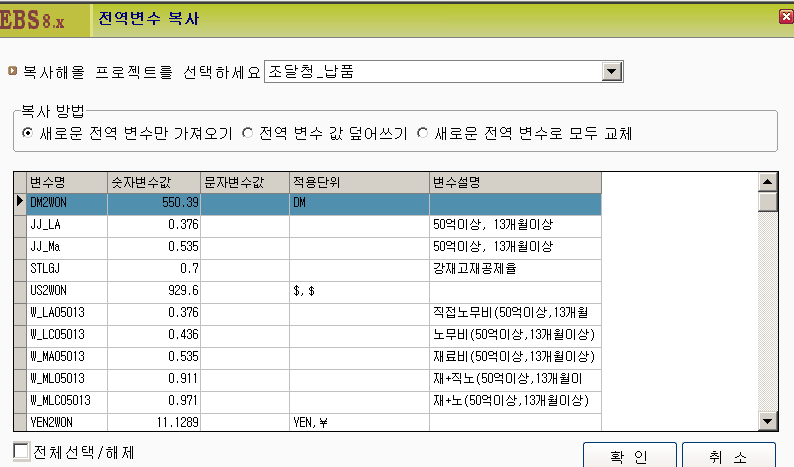 EBS 8.x 전역변수 복사
복사해올 프로젝트를 선택하세요 조달청_납품
복사 방법
새로운 전역 변수만 가져오기 전역 변수 값 덮어쓰기 새로운 전역 변수로 모두 교체
변수명 숫자변수값 문자변수값 적용단위 변수설명
DM2WON 550.39 DM
JJ_LA 0.376 50억이상, 13개월이상
JJ_Ma 0.535 50억이상, 13개월이상
STLGJ 0.7 강재고재공제율
US2WON 929.6 $,$
W_LA05013 0.376 직접노무비(50억이상,13개월
W_LC05013 0.436 노무비(50억이상,13개월이상)
W_MA05013 0.535 재료비(50억이상,13개월이상)
W_ML05013 0.911 재+직노(50억이상,13개월이
W_MLC05013 0.971 재+노(50억이상,13개월이상)
YEN2WON 11.1289 YEN,￥
전체선택/해제
확 인 취 소